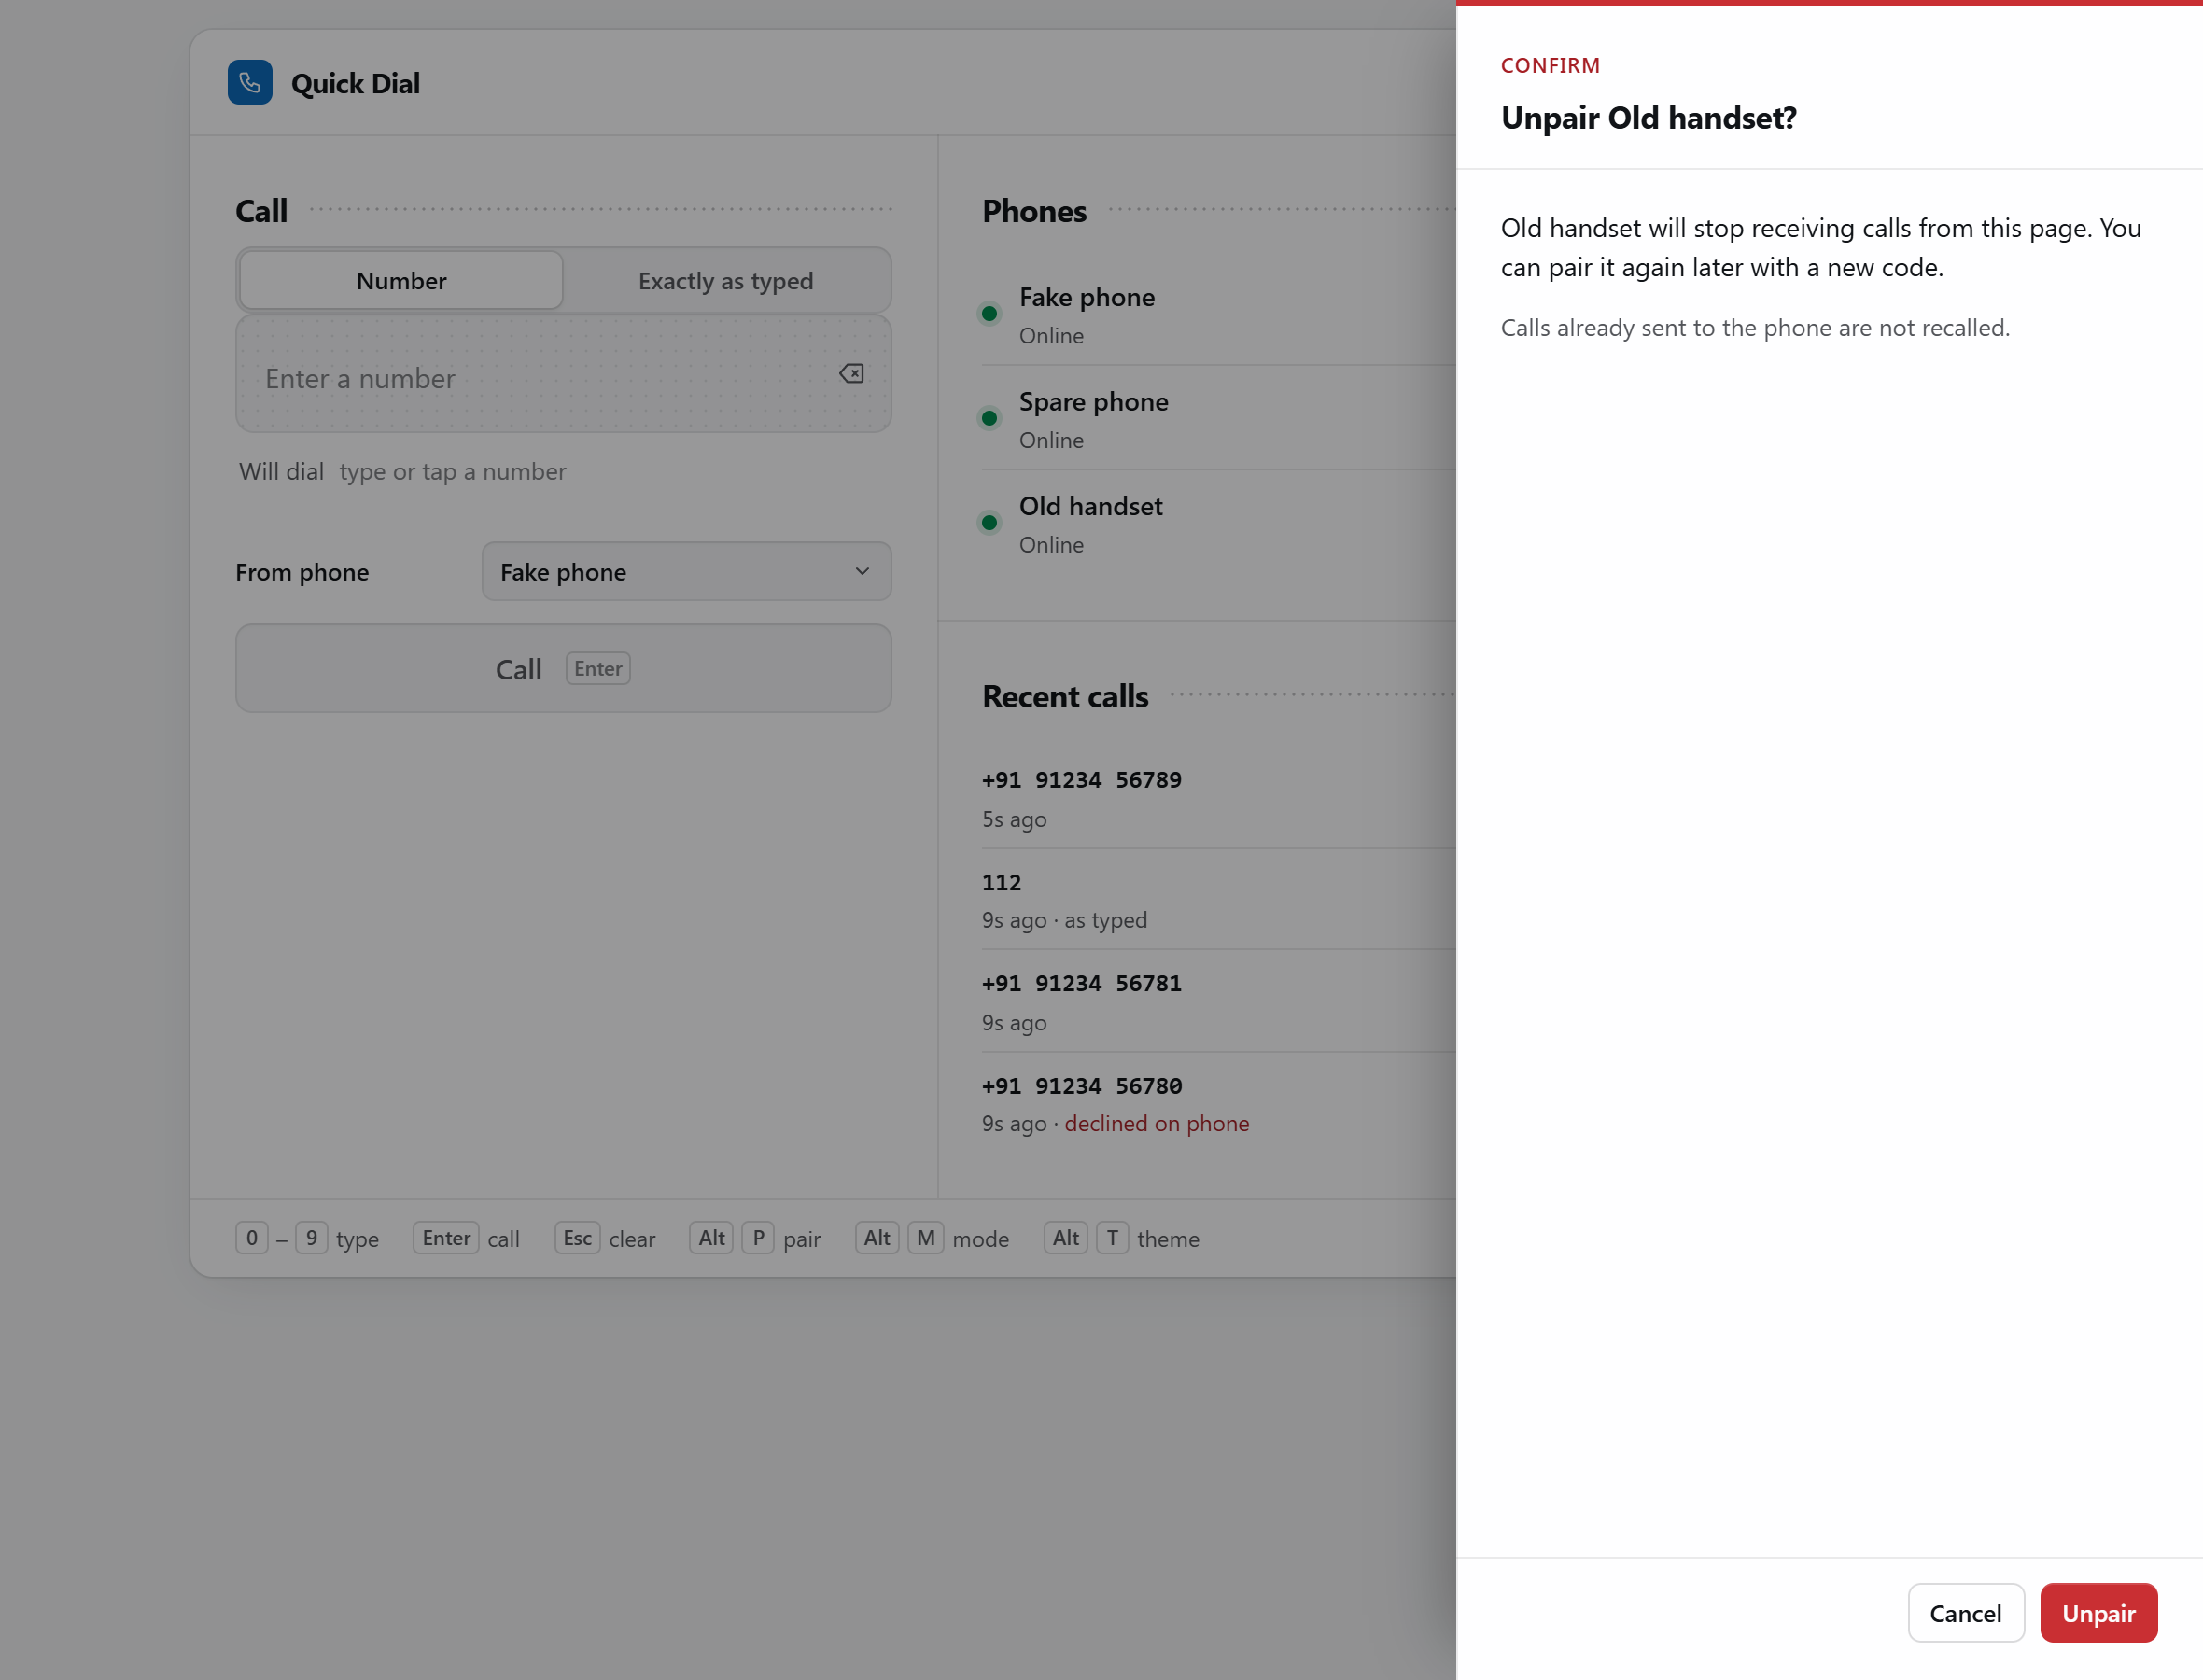 Quick Dial
Call
Number
Exactly as typed
Enter a number
Will dial type or tap a number
From phone
Fake phone
Call Enter
Phones
Fake phone
Online
Spare phone
Online
Old handset
Online
Recent calls
+91 91234 56789
5s ago
112
9s ago · as typed
+91 91234 56781
9s ago
+91 91234 56780
9s ago · declined on phone
0 – 9 type Enter call Esc clear Alt P pair Alt M mode Alt T theme
CONFIRM
Unpair Old handset?
Old handset will stop receiving calls from this page. You
can pair it again later with a new code.
Calls already sent to the phone are not recalled.
Cancel
Unpair